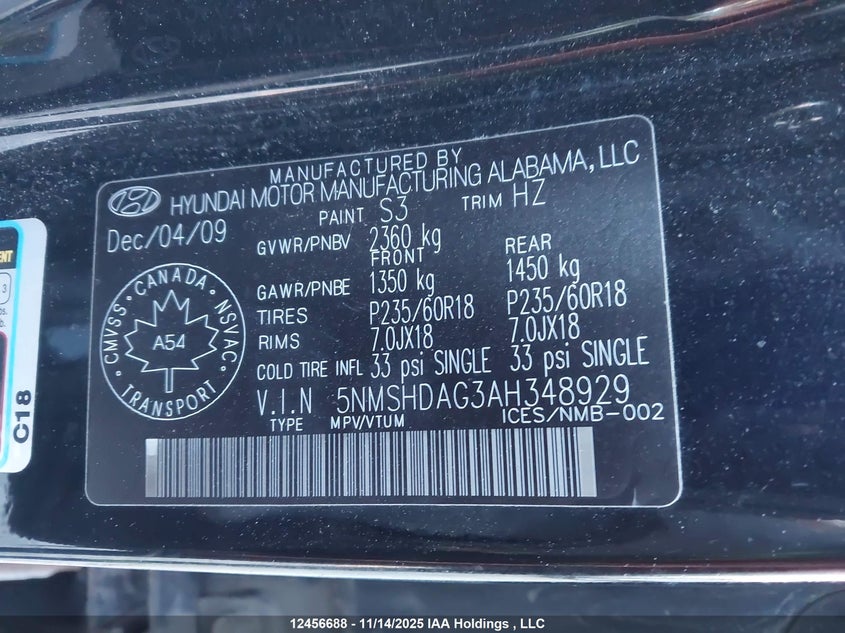 MANUFACTURED BY
HYUNDAI MOTOR MANUFACTURING ALABAMA, LLC
Dec/04/09
PAINT S3 TRIM HZ
GVWR/PNBV 2360 kg
FRONT REAR
GAWR/PNBE 1350 kg 1450 kg
TIRES P235/60R18 P235/60R18
RIMS 7.0JX18 7.0JX18
COLD TIRE INFL 33 psi SINGLE 33 psi SINGLE
V.I.N 5NMSHDAG3AH348929
TYPE MPV/VTUM ICES/NMB-002
CMVSS • CANADA • NSVAC
A54
TRANSPORT
ENT
3
C18
12456688 - 11/14/2025 IAA Holdings , LLC